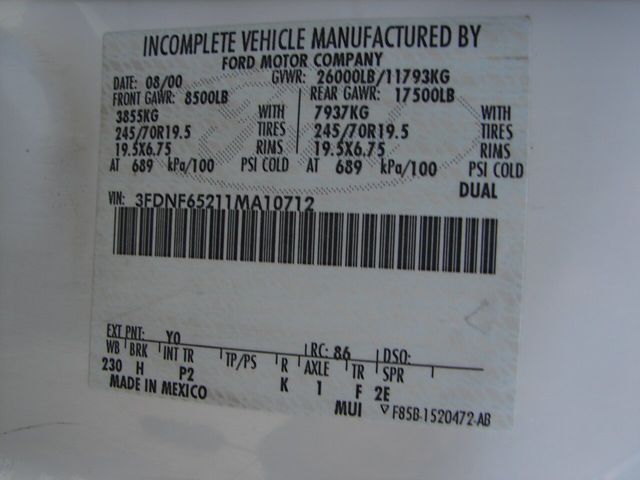 INCOMPLETE VEHICLE MANUFACTURED BY
FORD MOTOR COMPANY
DATE: 08/00 GVWR: 26000LB/11793KG
FRONT GAWR: 8500LB REAR GAWR: 17500LB
3855KG WITH 7937KG WITH
245/70R19.5 TIRES 245/70R19.5 TIRES
19.5X6.75 RIMS 19.5X6.75 RIMS
AT 689 kPa/100 PSI COLD AT 689 kPa/100 PSI COLD
DUAL
VIN: 3FDNF65211MA10712
EXT PNT: YO RC: 86 DSO:
WB BRK INT TR TP/PS R AXLE TR SPR
230 H P2 K 1 F 2E
MADE IN MEXICO MUI F85B-1520472-AB